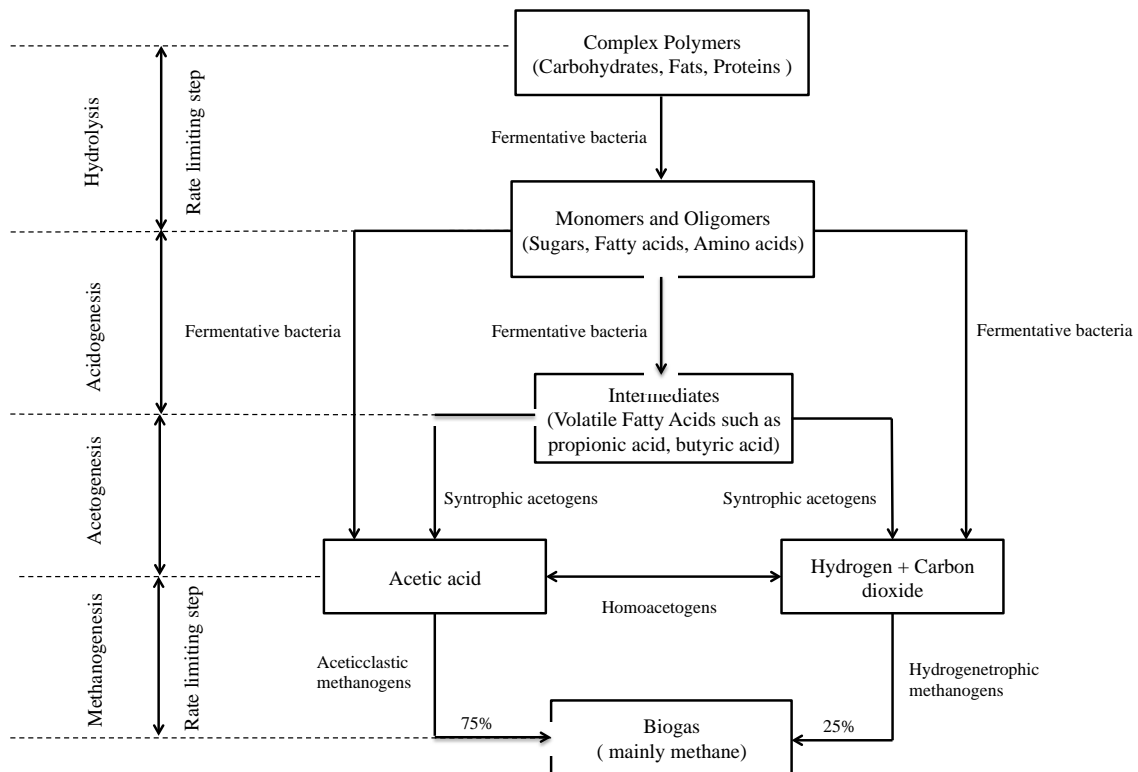 Complex Polymers
(Carbohydrates, Fats, Proteins )
Hydrolysis
Rate limiting step
Fermentative bacteria
Monomers and Oligomers
(Sugars, Fatty acids, Amino acids)
Acidogenesis
Fermentative bacteria
Fermentative bacteria
Fermentative bacteria
Intermediates
(Volatile Fatty Acids such as
propionic acid, butyric acid)
Acetogenesis
Syntrophic acetogens
Syntrophic acetogens
Acetic acid
Hydrogen + Carbon
dioxide
Homoacetogens
Methanogenesis
Rate limiting step
Aceticclastic
methanogens
Hydrogenetrophic
methanogens
75%
25%
Biogas
( mainly methane)